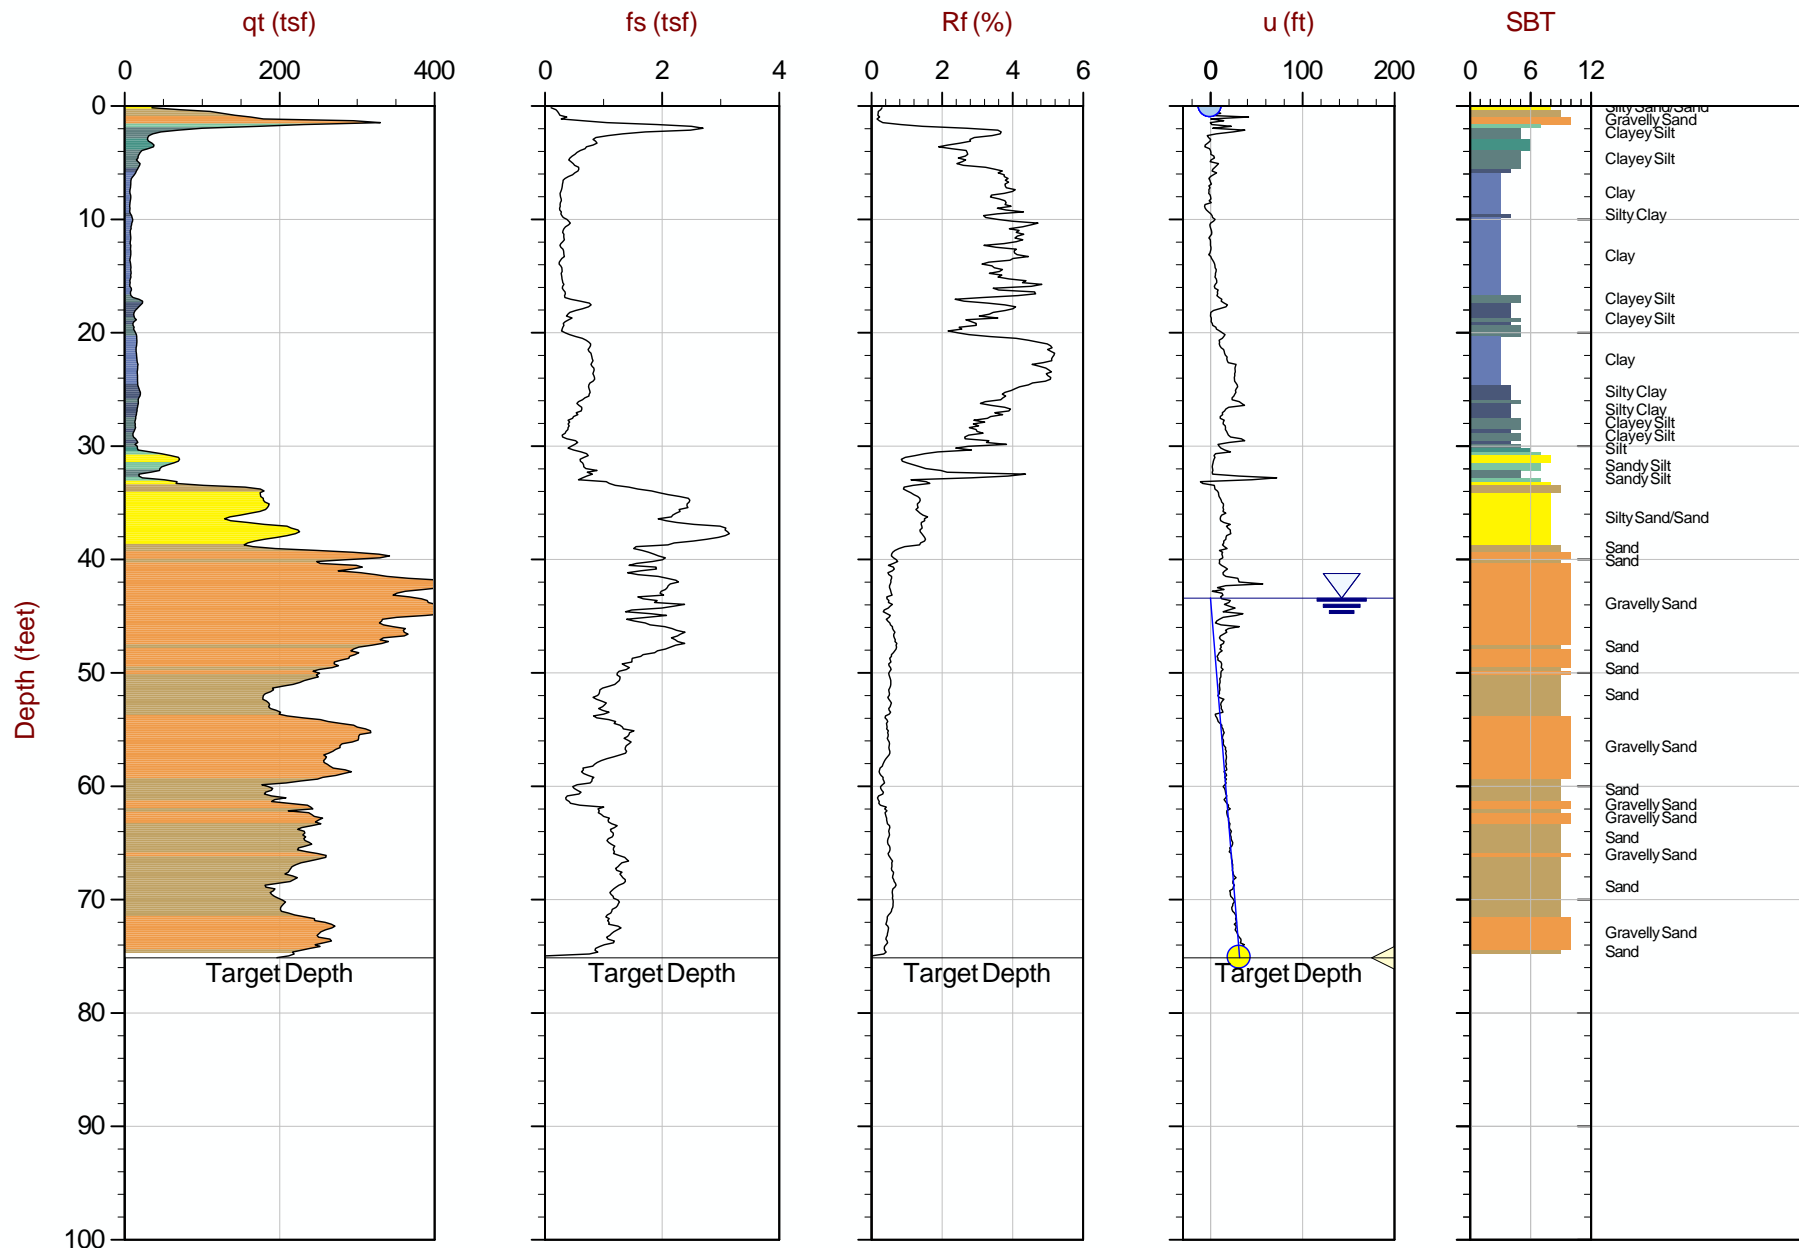 qt (tsf) fs (tsf) Rf (%) u (ft) SBT
0 200 400 0 2 4 0 2 4 6 0 100 200 0 6 12
Depth (feet)
0
10
20
30
40
50
60
70
80
90
100
Silty Sand/Sand
Gravelly Sand
Clayey Silt
Clayey Silt
Clay
Silty Clay
Clay
Clayey Silt
Clayey Silt
Clay
Silty Clay
Silty Clay
Clayey Silt
Clayey Silt
Silt
Sandy Silt
Sandy Silt
Silty Sand/Sand
Sand
Sand
Gravelly Sand
Sand
Sand
Sand
Gravelly Sand
Sand
Gravelly Sand
Gravelly Sand
Sand
Gravelly Sand
Sand
Gravelly Sand
Sand
Target Depth Target Depth Target Depth Target Depth